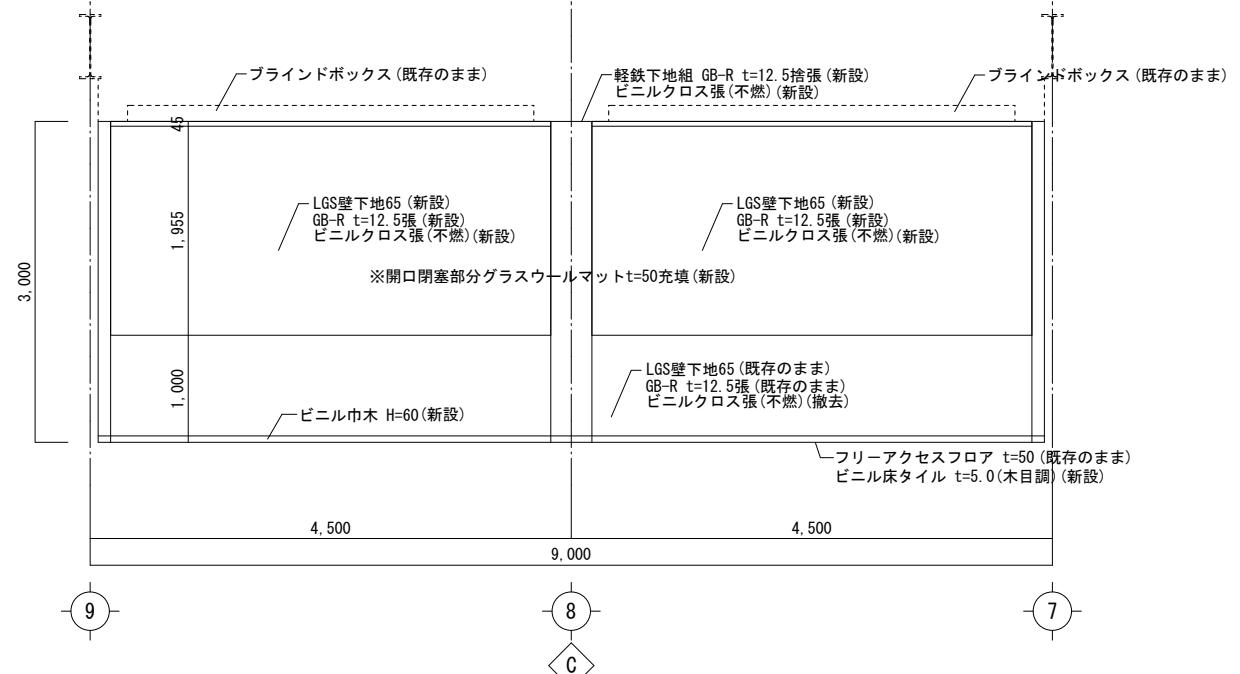 ブラインドボックス(既存のまま)
軽鉄下地組 GB-R t=12.5捨張(新設)
ビニルクロス張(不燃)(新設)
ブラインドボックス(既存のまま)
45
LGS壁下地65(新設)
GB-R t=12.5張(新設)
ビニルクロス張(不燃)(新設)
LGS壁下地65(新設)
GB-R t=12.5張(新設)
ビニルクロス張(不燃)(新設)
1,955
3,000
※開口閉塞部分グラスウールマットt=50充填(新設)
LGS壁下地65(既存のまま)
GB-R t=12.5張(既存のまま)
ビニルクロス張(不燃)(撤去)
1,000
ビニル巾木 H=60(新設)
フリーアクセスフロア t=50(既存のまま)
ビニル床タイル t=5.0(木目調)(新設)
4,500
4,500
9,000
9
8
7
C